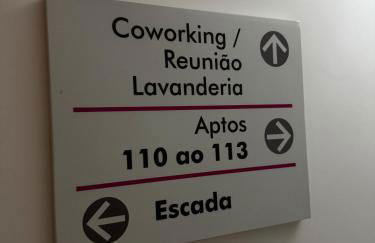 Coworking /
Reunião
Lavanderia
Aptos
110 ao 113
Escada